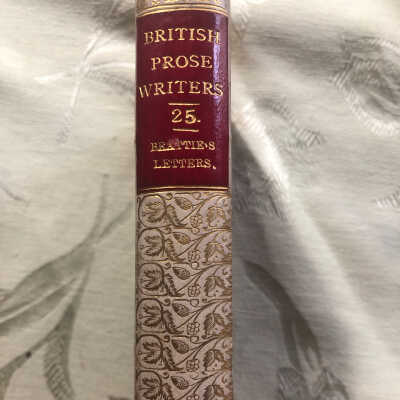 BRITISH
PROSE
WRITERS
25.
BEATTIE'S
LETTERS.